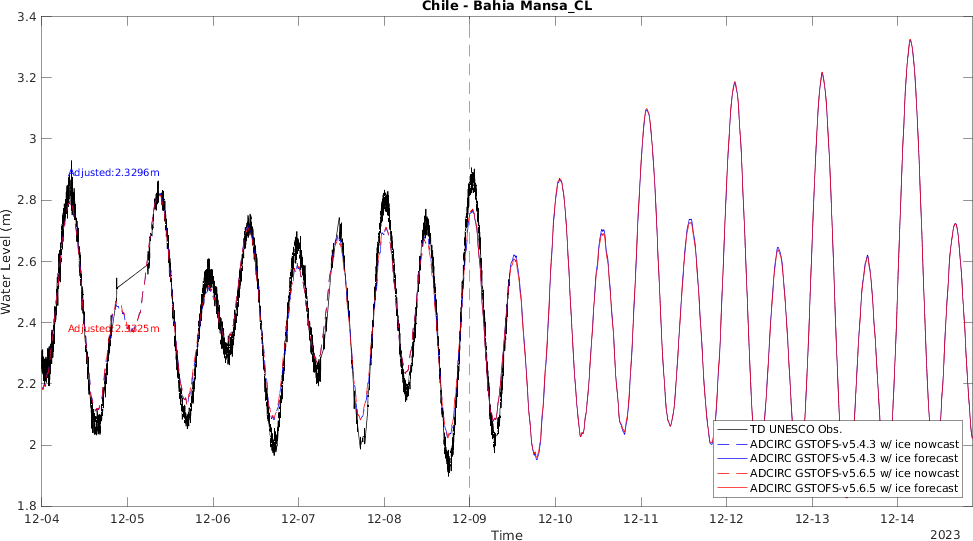 Chile - Bahia Mansa_CL
3.4
3.2
3
2.8
2.6
2.4
2.2
2
1.8
Water Level (m)
Adjusted:2.3296m
Adjusted:2.3325m
TD UNESCO Obs.
ADCIRC GSTOFS-v5.4.3 w/ ice nowcast
ADCIRC GSTOFS-v5.4.3 w/ ice forecast
ADCIRC GSTOFS-v5.6.5 w/ ice nowcast
ADCIRC GSTOFS-v5.6.5 w/ ice forecast
12-04 12-05 12-06 12-07 12-08 12-09 12-10 12-11 12-12 12-13 12-14
Time
2023